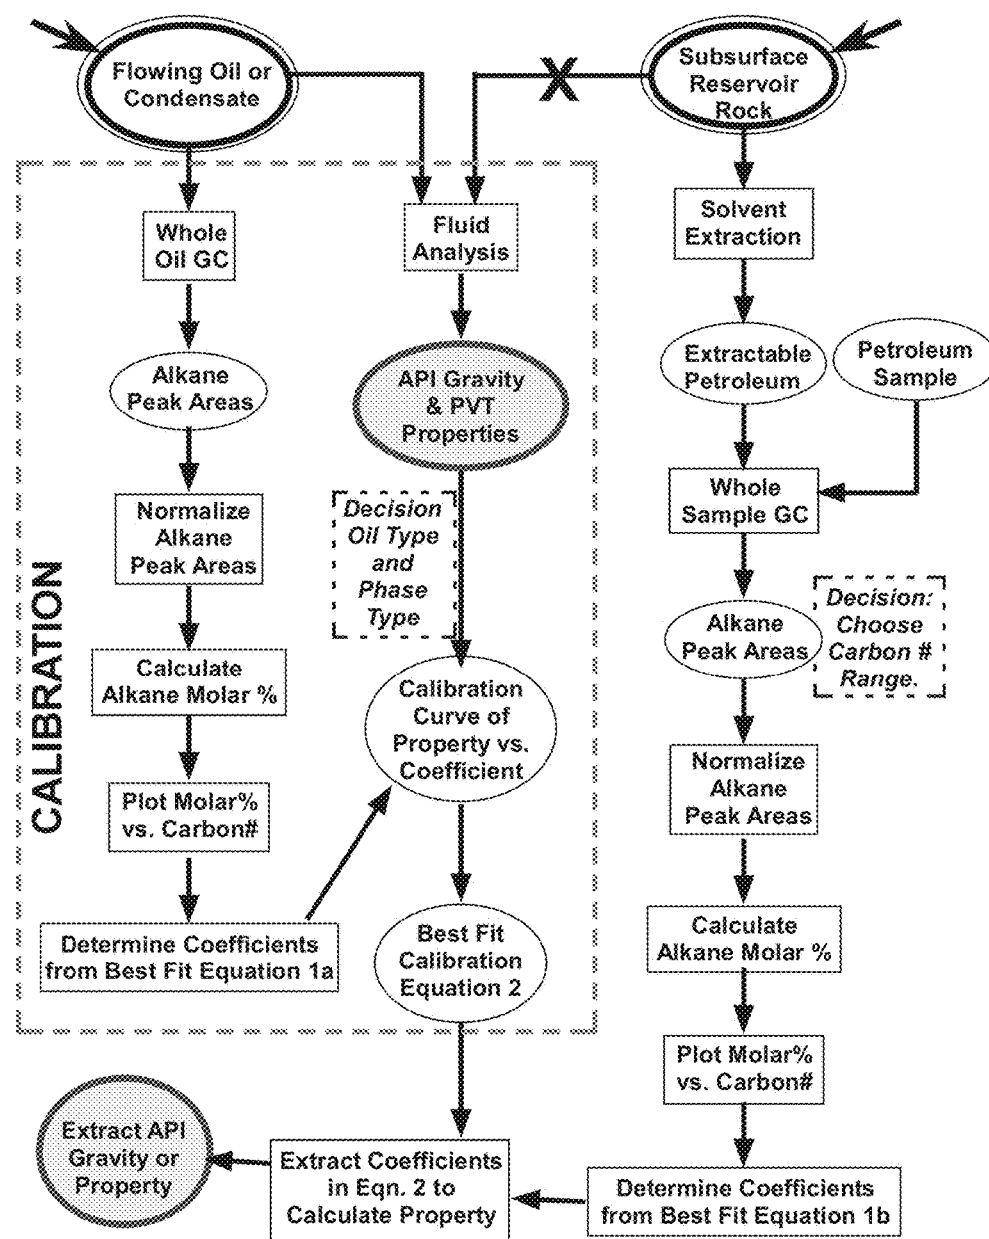 Flowing Oil or
Condensate
X
Subsurface
Reservoir
Rock
CALIBRATION
Whole
Oil GC
Alkane
Peak Areas
Normalize
Alkane
Peak Areas
Calculate
Alkane Molar %
Plot Molar%
vs. Carbon#
Determine Coefficients
from Best Fit Equation 1a
Fluid
Analysis
API Gravity
& PVT
Properties
Decision
Oil Type
and
Phase
Type
Calibration
Curve of
Property vs.
Coefficient
Best Fit
Calibration
Equation 2
Solvent
Extraction
Extractable
Petroleum
Petroleum
Sample
Whole
Sample GC
Alkane
Peak Areas
Decision:
Choose
Carbon #
Range.
Normalize
Alkane
Peak Areas
Calculate
Alkane Molar %
Plot Molar%
vs. Carbon#
Determine Coefficients
from Best Fit Equation 1b
Extract Coefficients
in Eqn. 2 to
Calculate Property
Extract API
Gravity or
Property